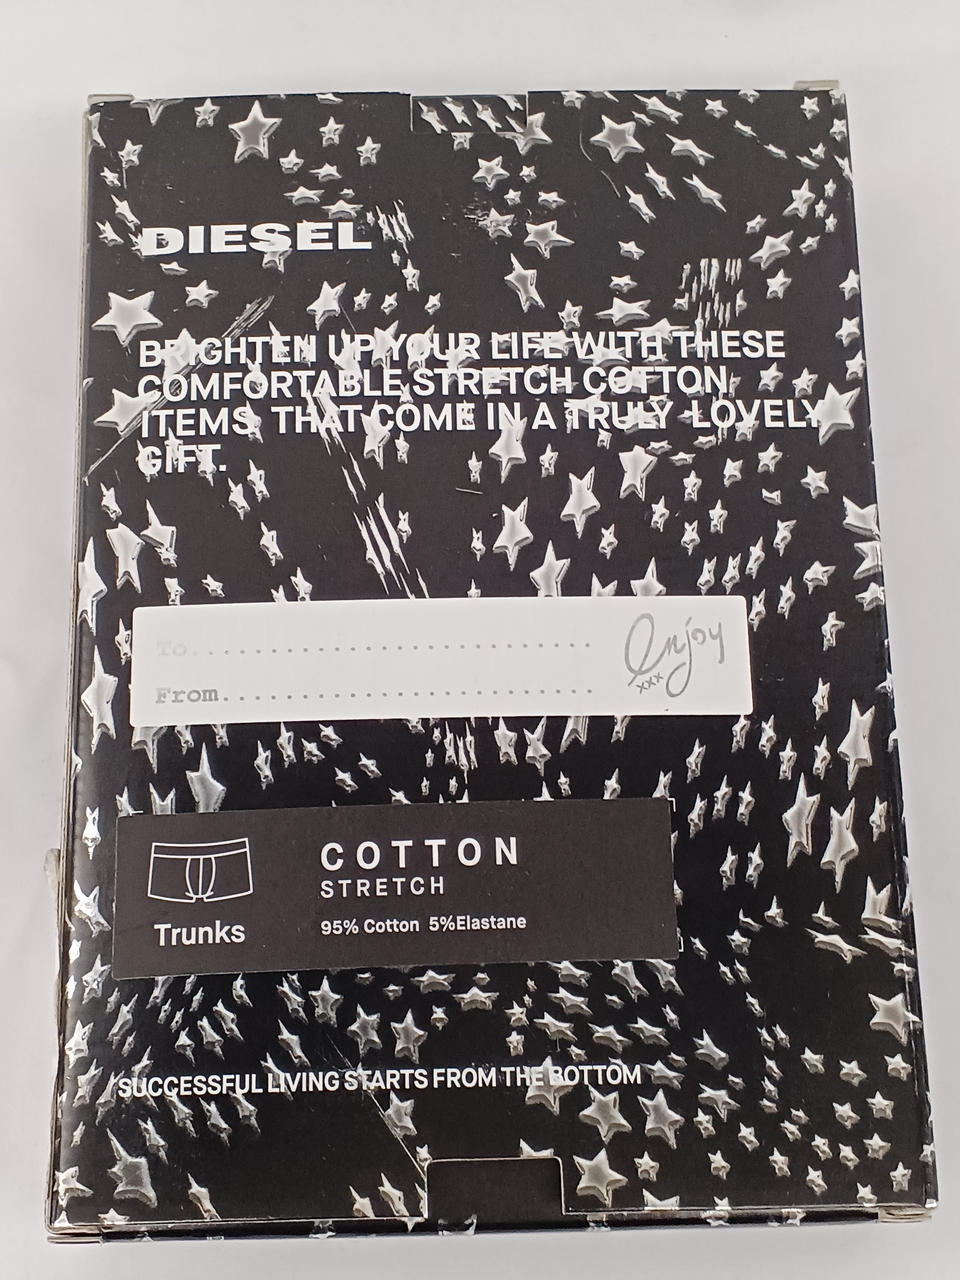 DIESEL
BRIGHTEN UP YOUR LIFE WITH THESE
COMFORTABLE STRETCH COTTON
ITEMS THAT COME IN A TRULY LOVELY
GIFT.
To............................
From..........................
Enjoy
xxx
COTTON
STRETCH
Trunks
95% Cotton 5%Elastane
SUCCESSFUL LIVING STARTS FROM THE BOTTOM